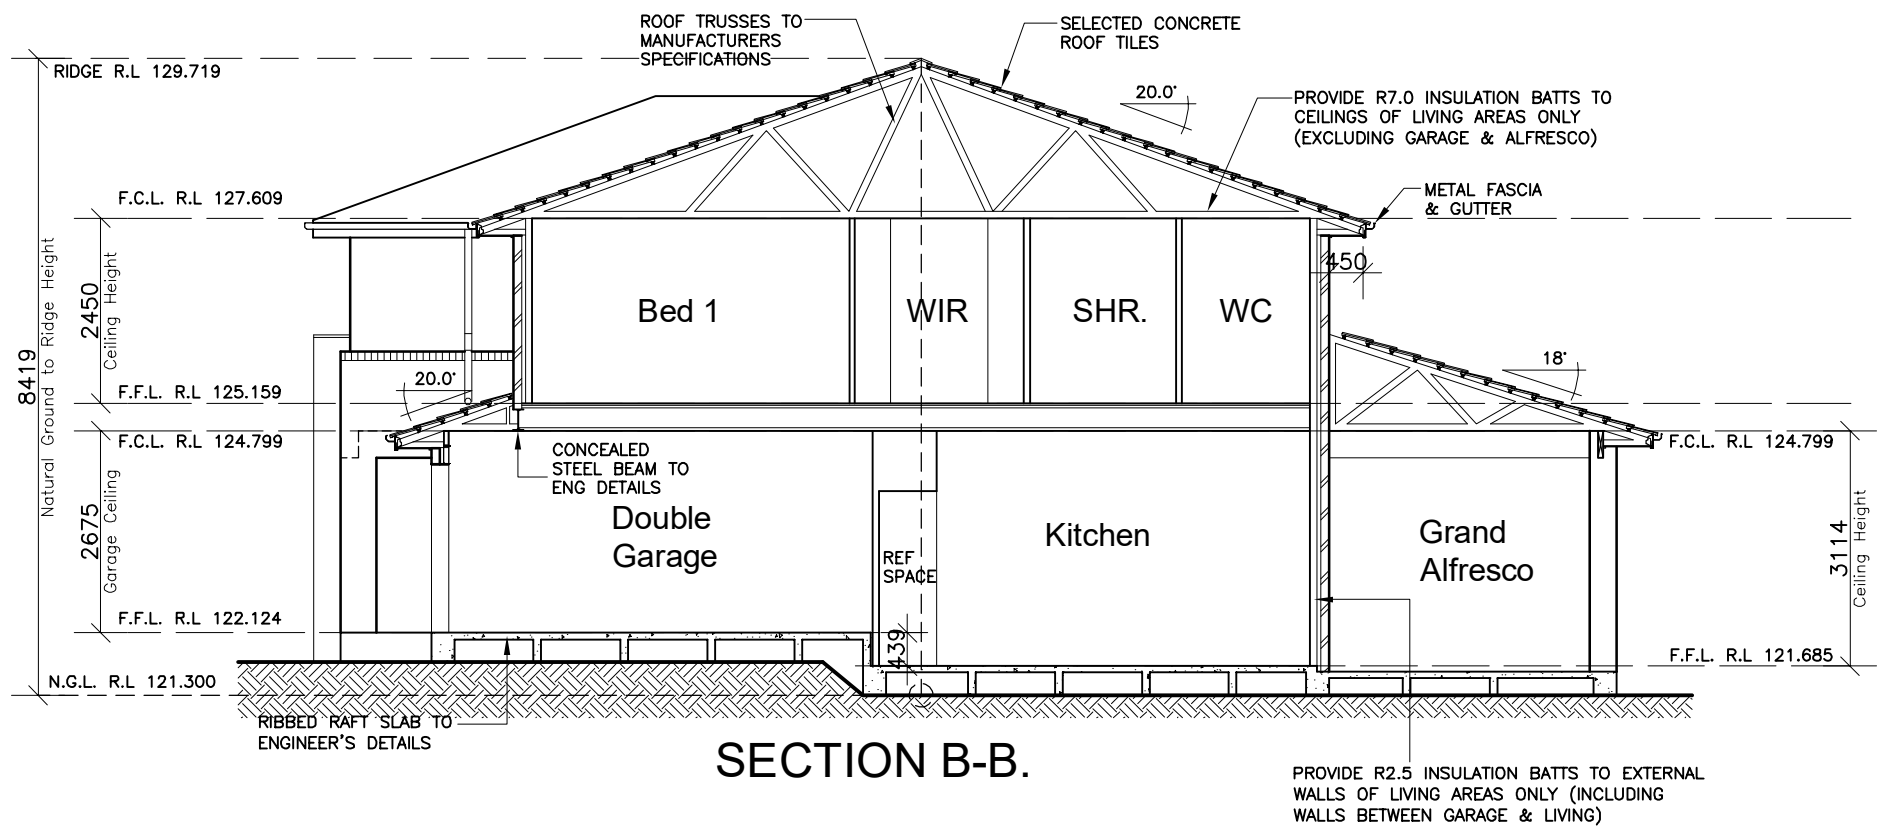 ROOF TRUSSES TO
MANUFACTURERS
SPECIFICATIONS
SELECTED CONCRETE
ROOF TILES
RIDGE R.L 129.719
20.0°
PROVIDE R7.0 INSULATION BATTS TO
CEILINGS OF LIVING AREAS ONLY
(EXCLUDING GARAGE & ALFRESCO)
F.C.L. R.L 127.609
METAL FASCIA
& GUTTER
2450
Ceiling Height
450
Bed 1
WIR
SHR.
WC
8419
Natural Ground to Ridge Height
18°
20.0°
F.F.L. R.L 125.159
F.C.L. R.L 124.799
F.C.L. R.L 124.799
CONCEALED
STEEL BEAM TO
ENG DETAILS
2675
Garage Ceiling
Double
Garage
Kitchen
Grand
Alfresco
3114
Ceiling Height
REF
SPACE
F.F.L. R.L 122.124
439
F.F.L. R.L 121.685
N.G.L. R.L 121.300
RIBBED RAFT SLAB TO
ENGINEER'S DETAILS
SECTION B-B.
PROVIDE R2.5 INSULATION BATTS TO EXTERNAL
WALLS OF LIVING AREAS ONLY (INCLUDING
WALLS BETWEEN GARAGE & LIVING)